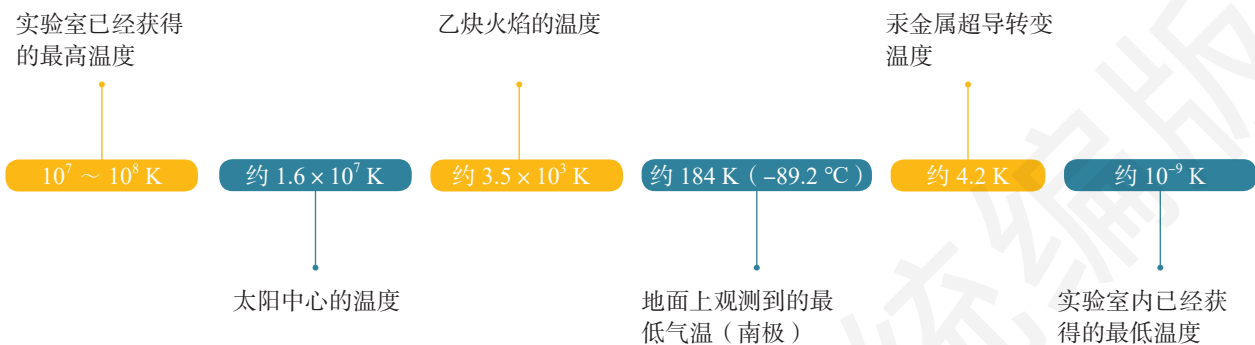 实验室已经获得
的最高温度
乙炔火焰的温度
汞金属超导转变
温度
10⁷ ～ 10⁸ K
约 1.6 × 10⁷ K
约 3.5 × 10³ K
约 184 K（–89.2 ℃）
约 4.2 K
约 10⁻⁹ K
太阳中心的温度
地面上观测到的最
低气温（南极）
实验室内已经获
得的最低温度
统编版